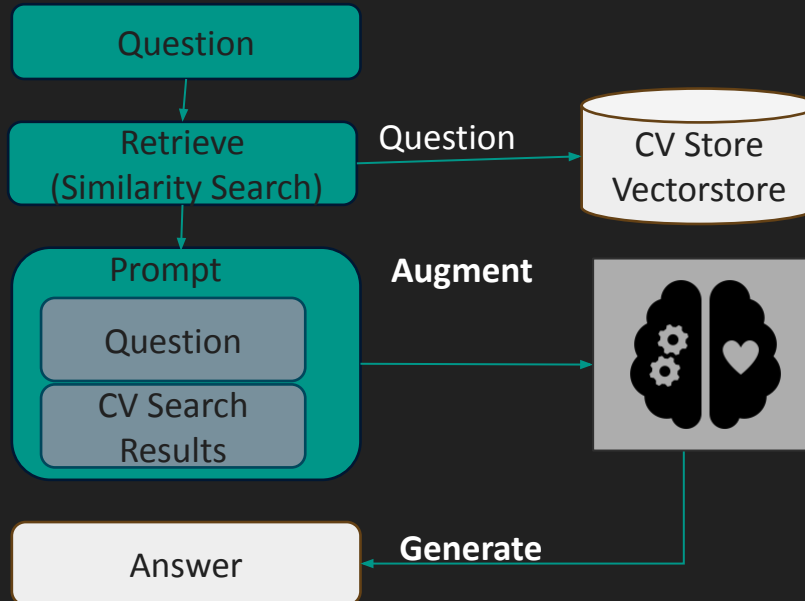 Question
Retrieve
(Similarity Search)
Question
CV Store
Vectorstore
Prompt
Augment
Question
CV Search
Results
Generate
Answer